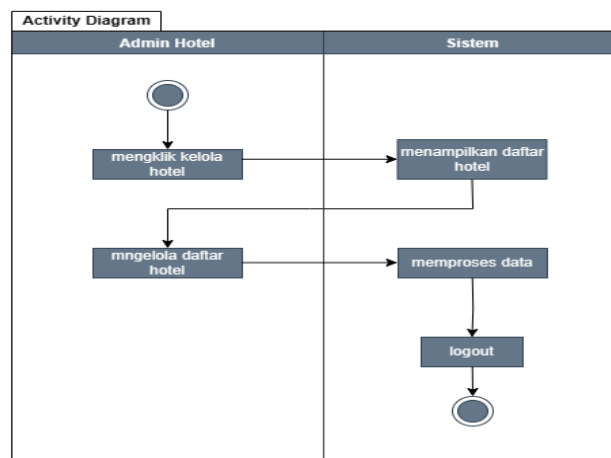 Activity Diagram
Admin Hotel
Sistem
mengklik kelola
hotel
menampilkan daftar
hotel
mngelola daftar
hotel
memproses data
logout